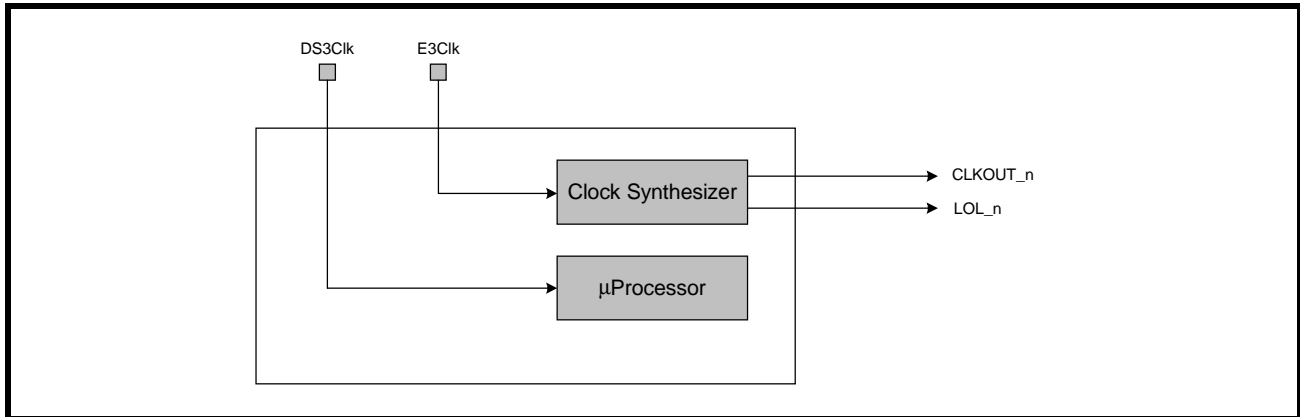 DS3Clk
E3Clk
Clock Synthesizer
CLKOUT_n
LOL_n
μProcessor